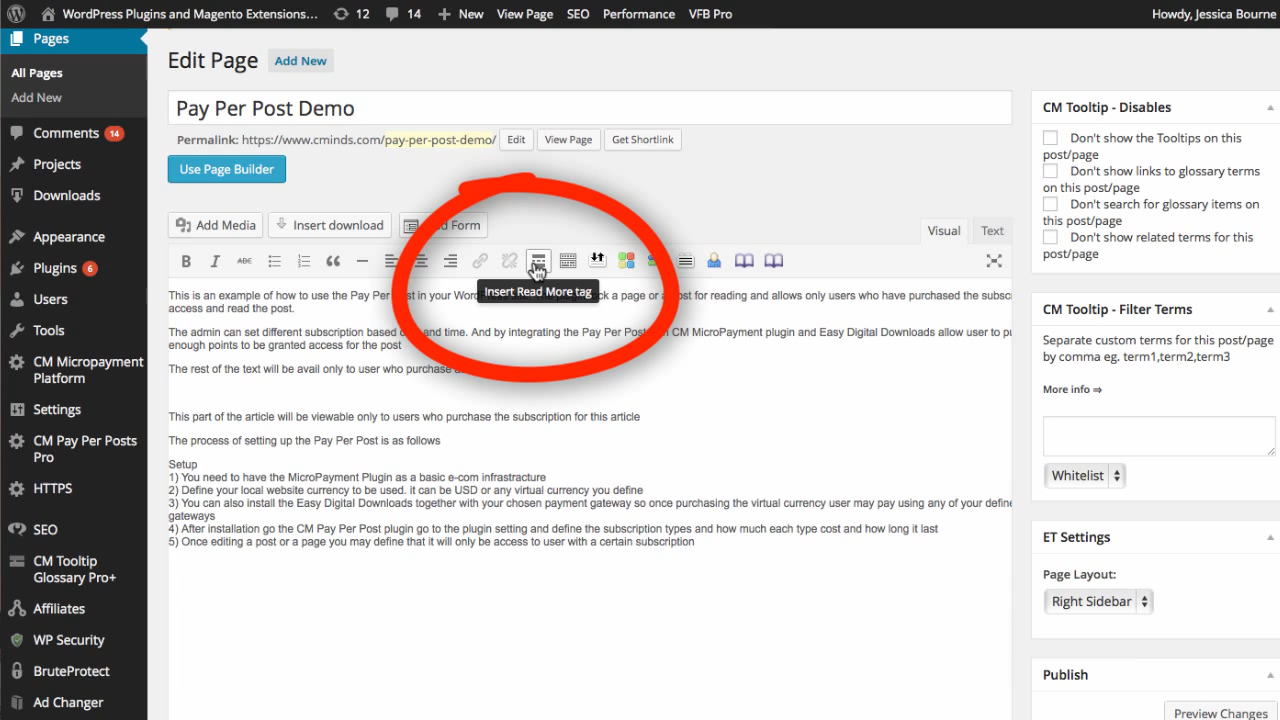 WordPress Plugins and Magento Extensions... 12 14 New View Page SEO Performance VFB Pro Howdy, Jessica Bourne
Pages
All Pages
Add New
Comments 14
Projects
Downloads
Appearance
Plugins 6
Users
Tools
CM Micropayment
Platform
Settings
CM Pay Per Posts
Pro
HTTPS
SEO
CM Tooltip
Glossary Pro+
Affiliates
WP Security
BruteProtect
Ad Changer
Edit Page Add New
Pay Per Post Demo
Permalink: https://www.cminds.com/pay-per-post-demo/ Edit View Page Get Shortlink
Use Page Builder
Add Media Insert download Form
Visual Text
B I ABC
Insert Read More tag
This is an example of how to use the Pay Per in your a page or a post for reading and allows only users who have purchased the
access and read the post.
The admin can set different subscription based and time. And by integrating the Pay Per Post CM MicroPayment plugin and Easy Digital Downloads allow user to
enough points to be granted access for the post
The rest of the text will be avail only to user who purchase
This part of the article will be viewable only to users who purchase the subscription for this article
The process of setting up the Pay Per Post is as follows
Setup
1) You need to have the MicroPayment Plugin as a basic e-com infrastracture
2) Define your local website currency to be used. it can be USD or any virtual currency you define
3) You can also install the Easy Digital Downloads together with your chosen payment gateway so once purchasing the virtual currency user may pay using any of your define
gateways
4) After installation go the CM Pay Per Post plugin go to the plugin setting and define the subscription types and how much each type cost and how long it last
5) Once editing a post or a page you may define that it will only be access to user with a certain subscription
CM Tooltip - Disables
Don't show the Tooltips on this
post/page
Don't show links to glossary terms
on this post/page
Don't search for glossary items on
this post/page
Don't show related terms for this
post/page
CM Tooltip - Filter Terms
Separate custom terms for this post/page
by comma eg. term1,term2,term3
More info ⇒
Whitelist
ET Settings
Page Layout:
Right Sidebar
Publish
Preview Changes